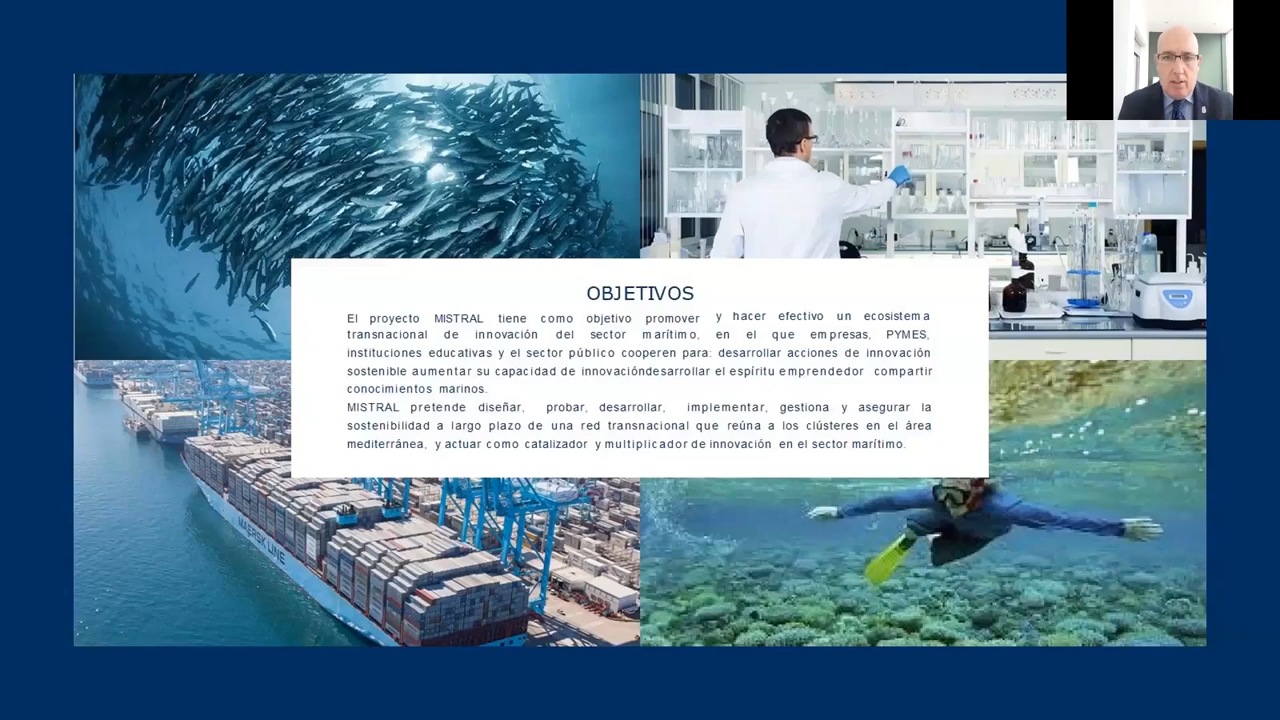 OBJETIVOS
El proyecto MISTRAL tiene como objetivo promover y hacer efectivo un ecosistema
transnacional de innovación del sector marítimo, en el que empresas, PYMES,
instituciones educativas y el sector público cooperen para: desarrollar acciones de innovación
sostenible aumentar su capacidad de innovacióndesarrollar el espíritu emprendedor compartir
conocimientos marinos.
MISTRAL pretende diseñar, probar, desarrollar, implementar, gestiona y asegurar la
sostenibilidad a largo plazo de una red transnacional que reúna a los clústeres en el área
mediterránea, y actuar como catalizador y multiplicador de innovación en el sector marítimo.
MAERSK LINE